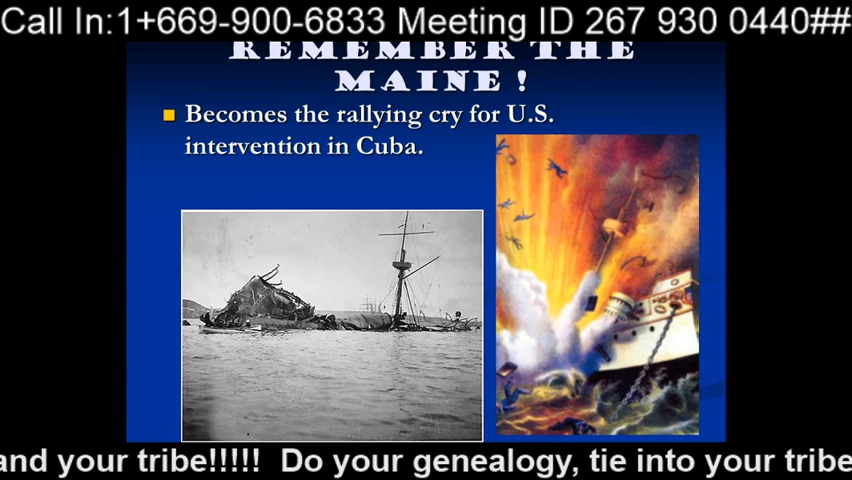 Call In:1+669-900-6833 Meeting ID 267 930 0440##
REMEMBER THE
MAINE !
Becomes the rallying cry for U.S.
intervention in Cuba.
and your tribe!!!!!  Do your genealogy, tie into your tribe